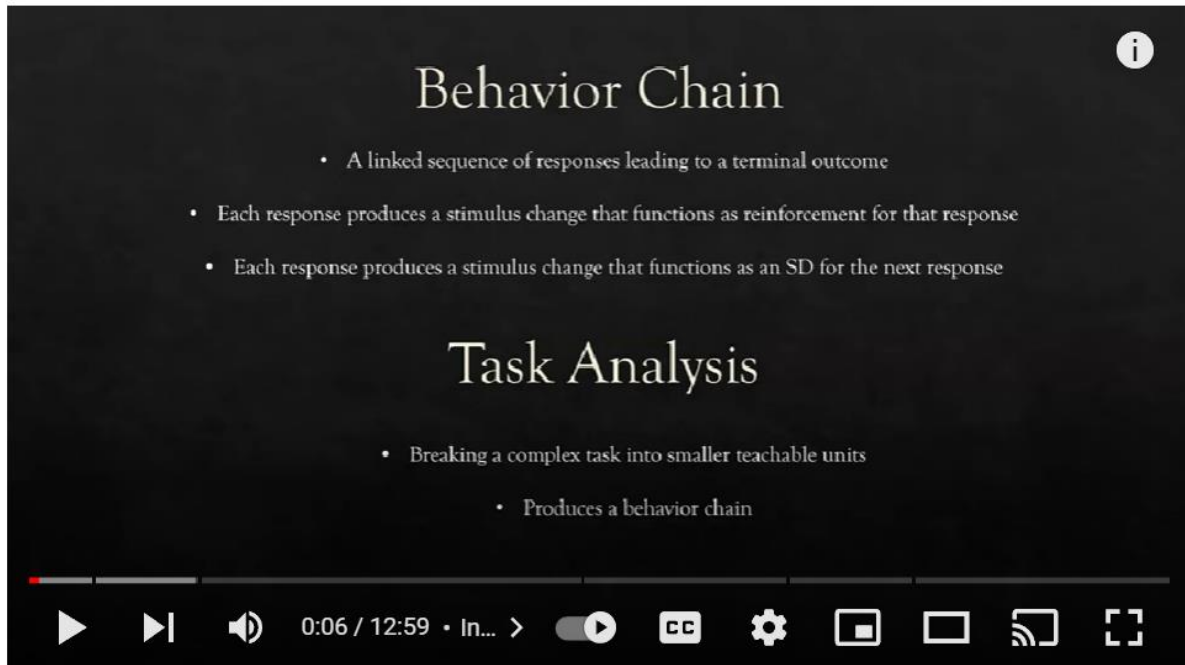 i
Behavior Chain
• A linked sequence of responses leading to a terminal outcome
• Each response produces a stimulus change that functions as reinforcement for that response
• Each response produces a stimulus change that functions as an SD for the next response
Task Analysis
• Breaking a complex task into smaller teachable units
• Produces a behavior chain
0:06 / 12:59 • In... > CC